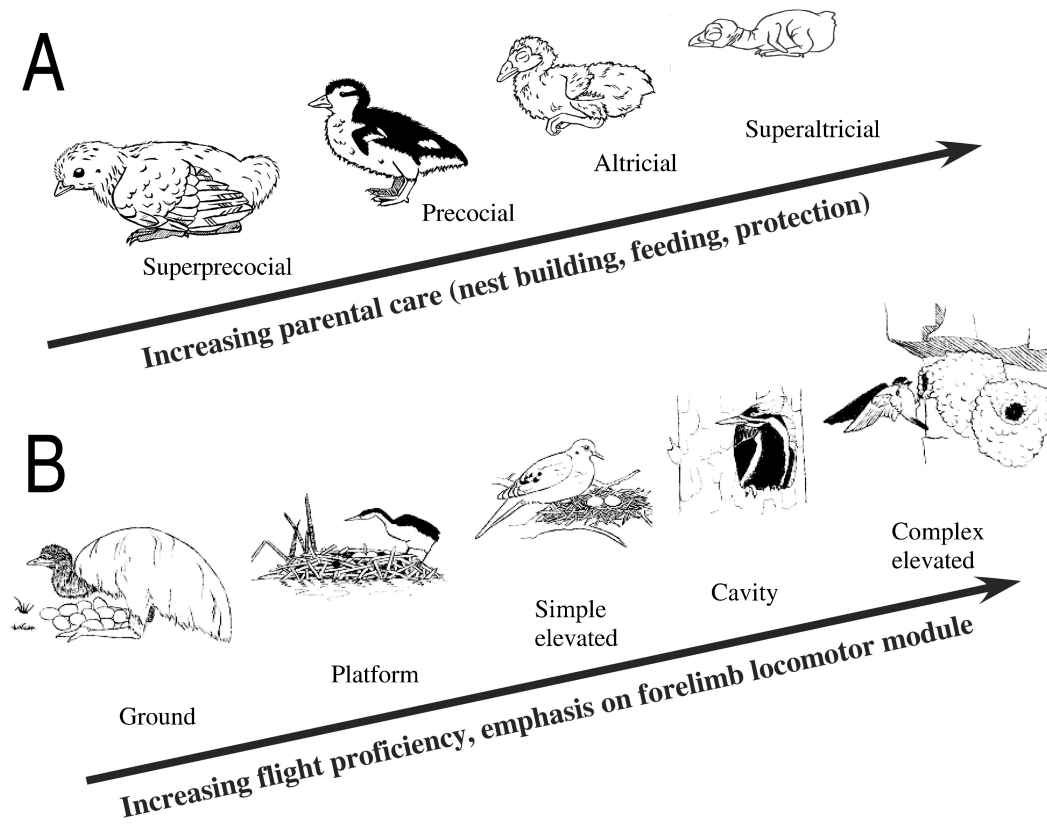 A
Superprecocial
Precocial
Altricial
Superaltricial
Increasing parental care (nest building, feeding, protection)
B
Ground
Platform
Simple
elevated
Cavity
Complex
elevated
Increasing flight proficiency, emphasis on forelimb locomotor module